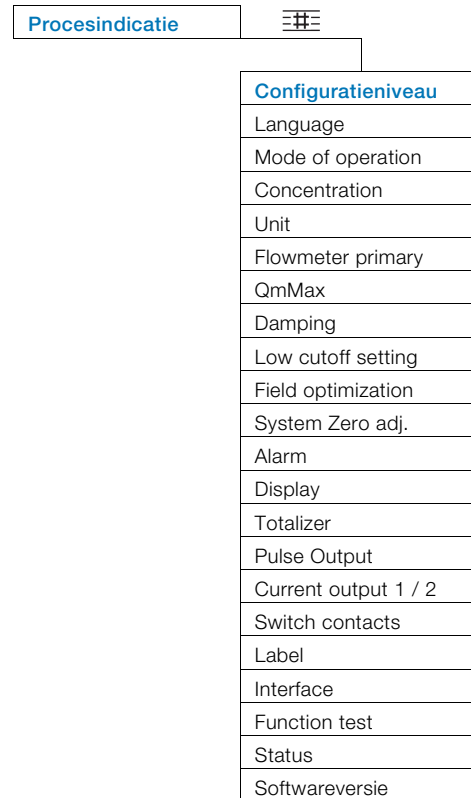 Procesindicatie
Configuratieniveau
Language
Mode of operation
Concentration
Unit
Flowmeter primary
QmMax
Damping
Low cutoff setting
Field optimization
System Zero adj.
Alarm
Display
Totalizer
Pulse Output
Current output 1 / 2
Switch contacts
Label
Interface
Function test
Status
Softwareversie